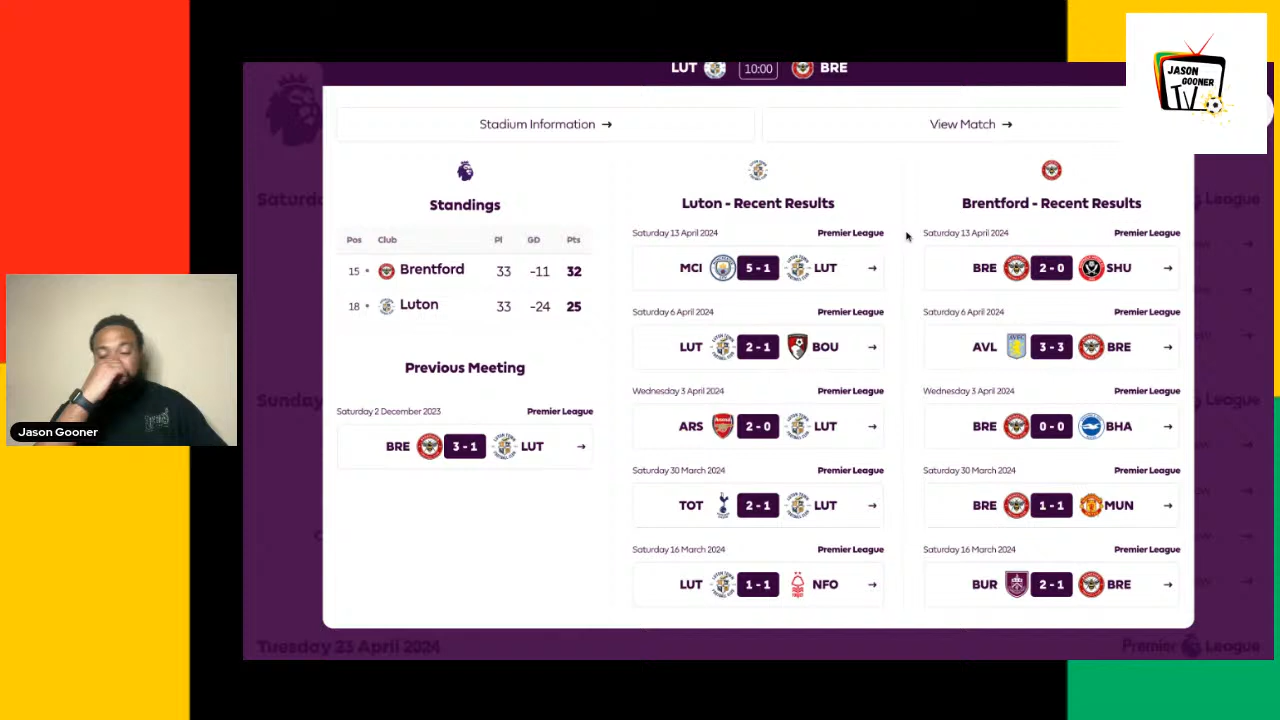 LUT 10:00 BRE
JASON
GOONER
TV
Stadium Information →
View Match →
Standings
Pos Club Pl GD Pts
15 Brentford 33 -11 32
18 Luton 33 -24 25
Previous Meeting
Saturday 2 December 2023 Premier League
BRE 3 - 1 LUT →
Luton - Recent Results
Saturday 13 April 2024 Premier League
MCI 5 - 1 LUT →
Saturday 6 April 2024 Premier League
LUT 2 - 1 BOU →
Wednesday 3 April 2024 Premier League
ARS 2 - 0 LUT →
Saturday 30 March 2024 Premier League
TOT 2 - 1 LUT →
Saturday 16 March 2024 Premier League
LUT 1 - 1 NFO →
Brentford - Recent Results
Saturday 13 April 2024 Premier League
BRE 2 - 0 SHU →
Saturday 6 April 2024 Premier League
AVL 3 - 3 BRE →
Wednesday 3 April 2024 Premier League
BRE 0 - 0 BHA →
Saturday 30 March 2024 Premier League
BRE 1 - 1 MUN →
Saturday 16 March 2024 Premier League
BUR 2 - 1 BRE →
Jason Gooner
Tuesday 23 April 2024 Premier League